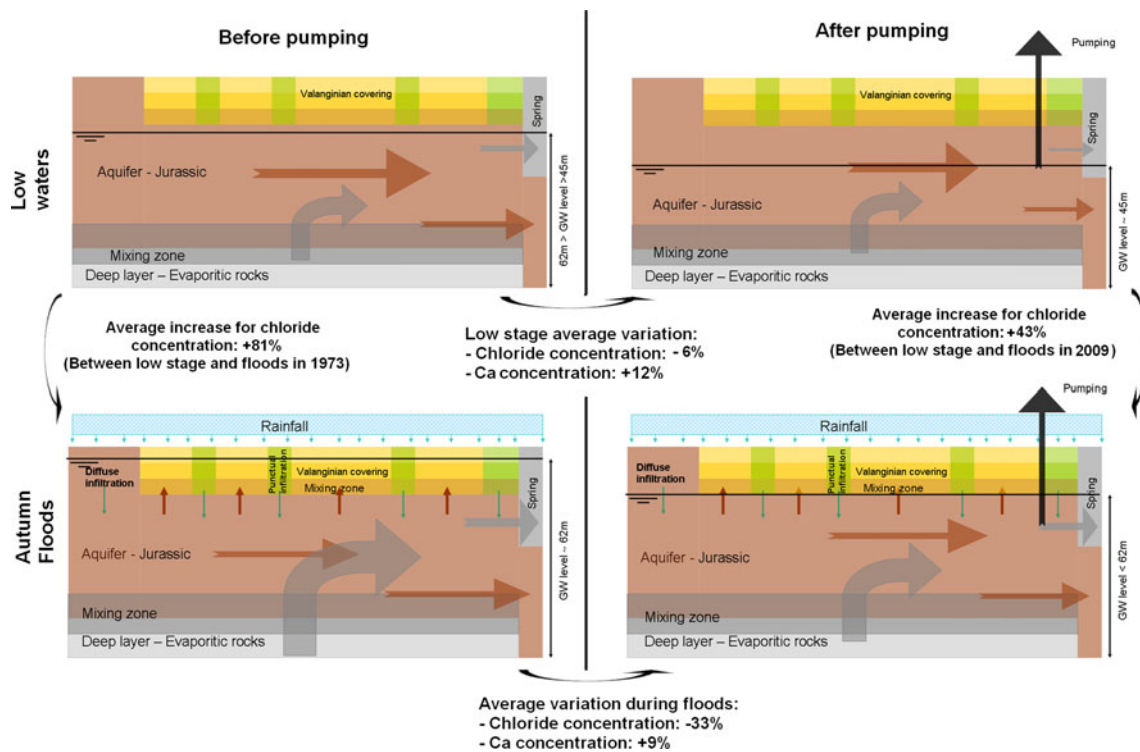 Before pumping
After pumping
Low
waters
Valanginian covering
Spring
Aquifer - Jurassic
Mixing zone
Deep layer – Evaporitic rocks
62m > GW level >45m
Pumping
Valanginian covering
Spring
Aquifer - Jurassic
Mixing zone
Deep layer – Evaporitic rocks
GW level ~ 45m
Average increase for chloride
concentration: +81%
(Between low stage and floods in 1973)
Low stage average variation:
- Chloride concentration: - 6%
- Ca concentration: +12%
Average increase for chloride
concentration: +43%
(Between low stage and floods in 2009)
Autumn
Floods
Rainfall
Diffuse
infiltration
Punctual
infiltration
Valanginian covering
Mixing zone
Spring
Aquifer - Jurassic
Mixing zone
Deep layer – Evaporitic rocks
GW level ~ 62m
Pumping
Rainfall
Diffuse
infiltration
Punctual
infiltration
Valanginian covering
Mixing zone
Spring
Aquifer - Jurassic
Mixing zone
Deep layer – Evaporitic rocks
GW level < 62m
Average variation during floods:
- Chloride concentration: -33%
- Ca concentration: +9%